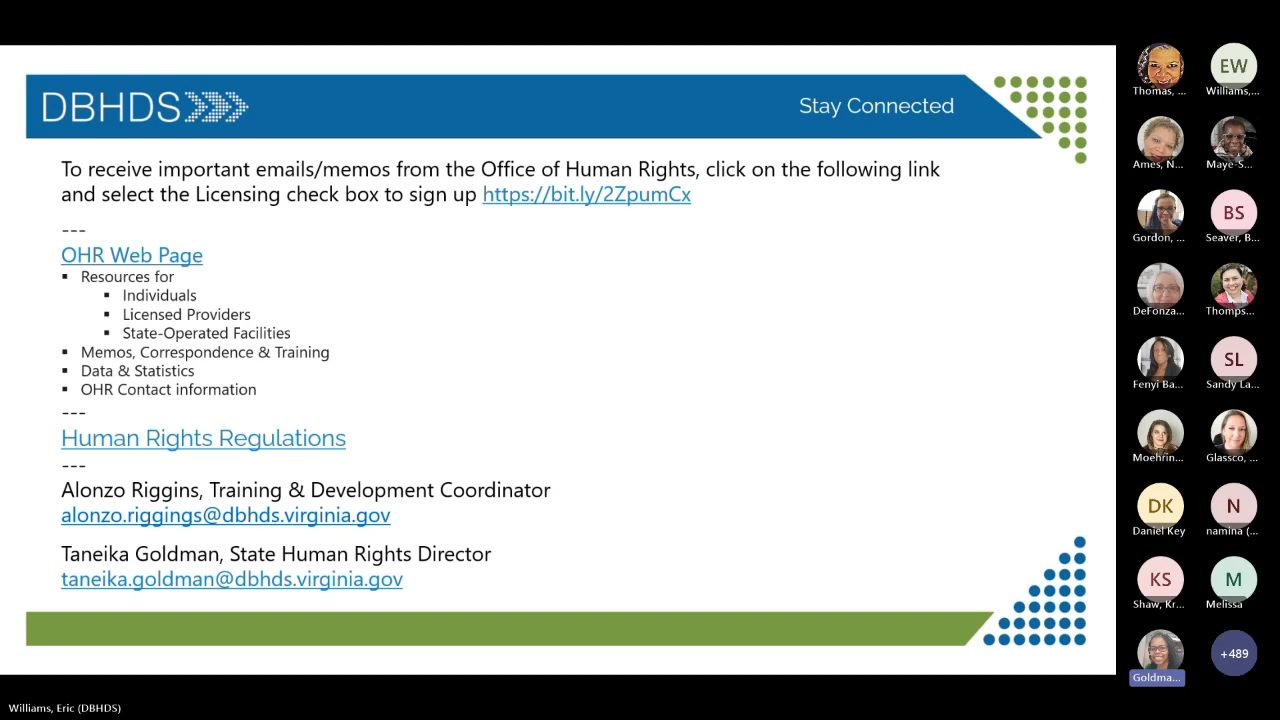 DBHDS
Stay Connected
To receive important emails/memos from the Office of Human Rights, click on the following link
and select the Licensing check box to sign up https://bit.ly/2ZpumCx
---
OHR Web Page
▪ Resources for
▪ Individuals
▪ Licensed Providers
▪ State-Operated Facilities
▪ Memos, Correspondence & Training
▪ Data & Statistics
▪ OHR Contact information
---
Human Rights Regulations
---
Alonzo Riggins, Training & Development Coordinator
alonzo.riggings@dbhds.virginia.gov
Taneika Goldman, State Human Rights Director
taneika.goldman@dbhds.virginia.gov
Thomas, ...
EW
Williams,...
Ames, N...
Maye-S...
Gordon, ...
BS
Seaver, B...
DeFonza...
Thomps...
Fenyi Ba...
SL
Sandy La...
Moehrin...
Glassco, ...
DK
Daniel Key
N
namina (...
KS
Shaw, Kr...
M
Melissa
Goldma...
+489
Williams, Eric (DBHDS)